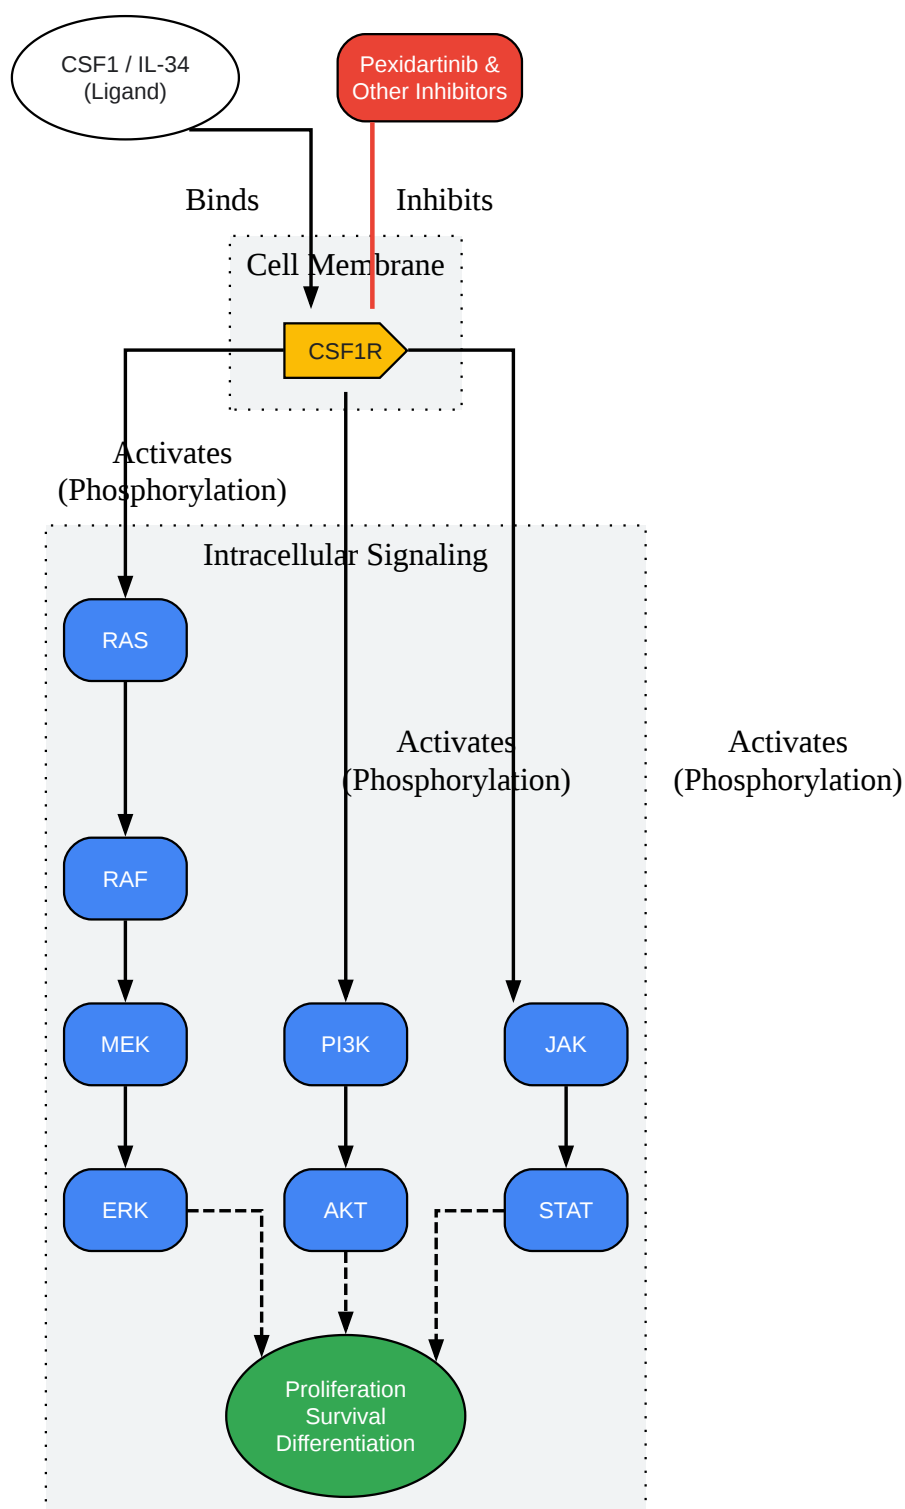 CSF1 / IL-34
(Ligand)
Pexidartinib &
Other Inhibitors
Binds
Inhibits
Cell Membrane
CSF1R
Activates
(Phosphorylation)
Intracellular Signaling
RAS
Activates
(Phosphorylation)
Activates
(Phosphorylation)
RAF
MEK
PI3K
JAK
ERK
AKT
STAT
Proliferation
Survival
Differentiation